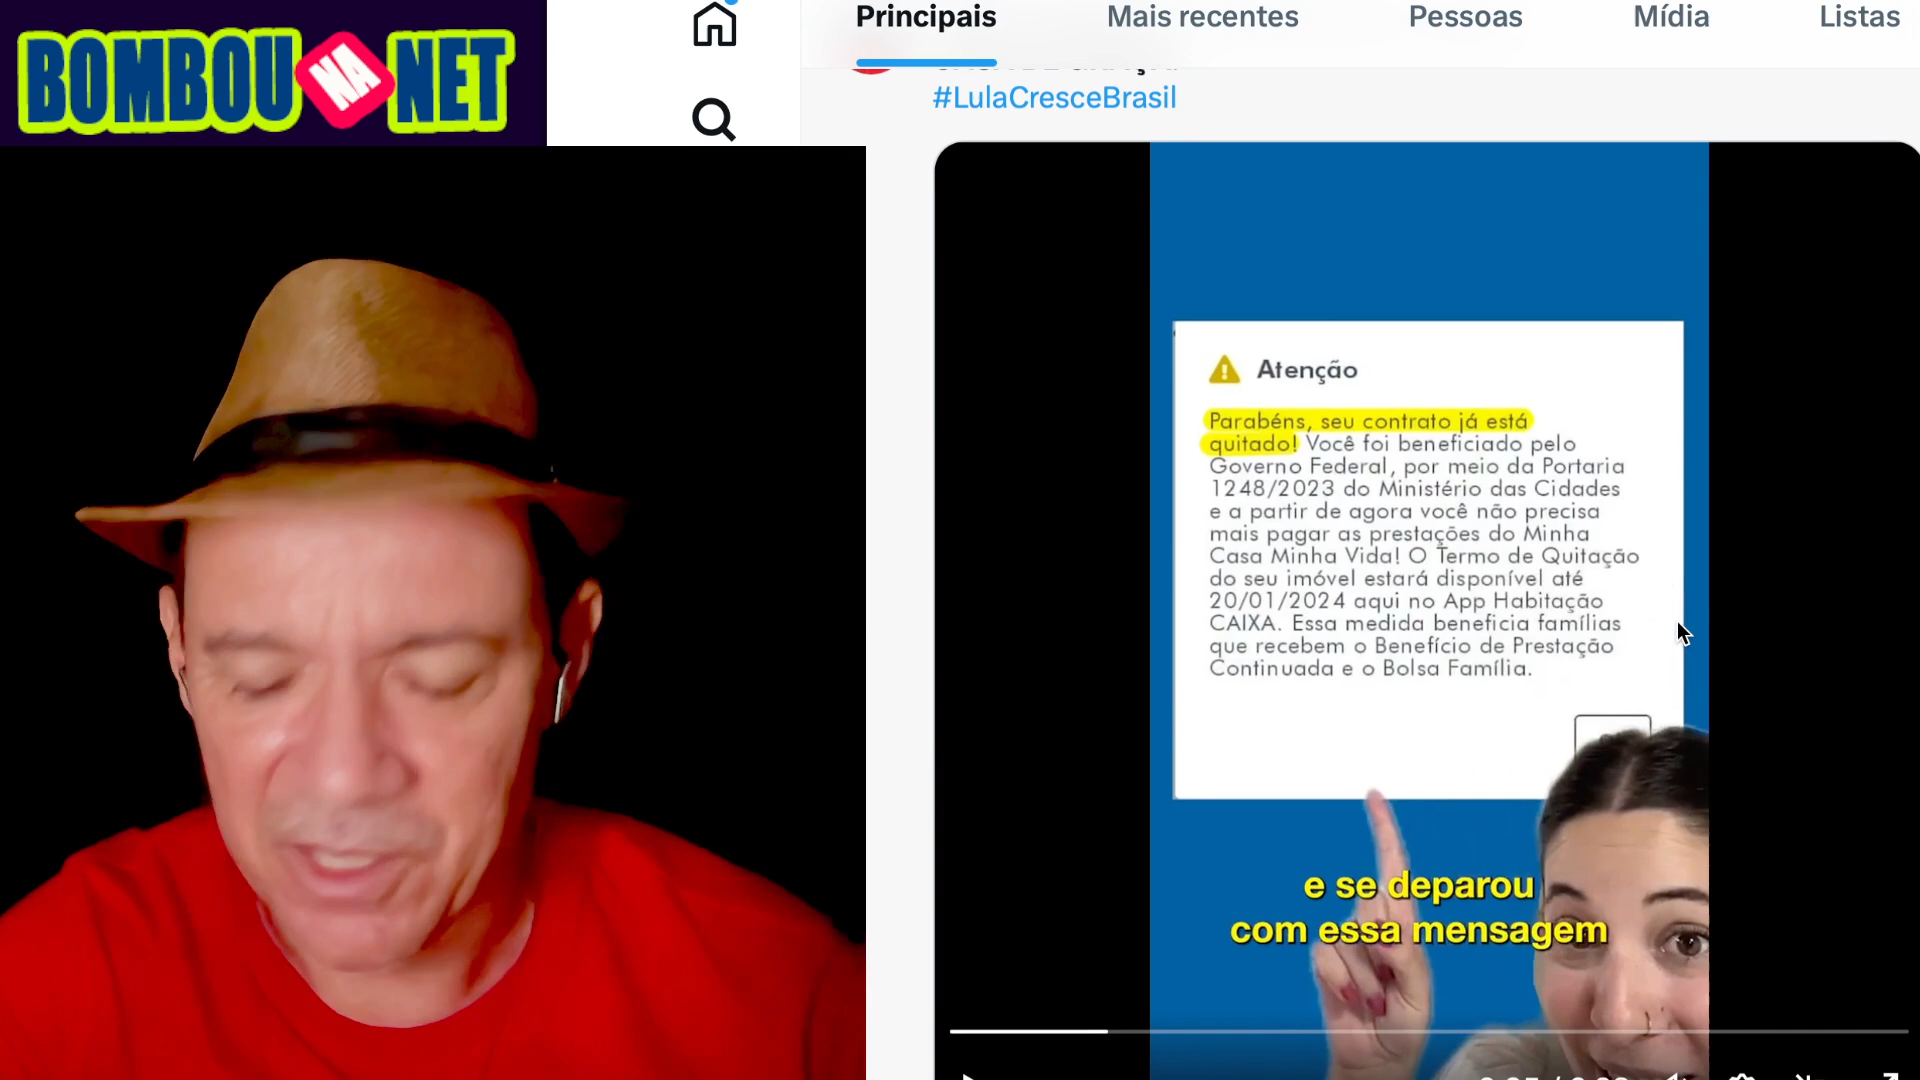 BOMBOU NA NET
Principais
Mais recentes
Pessoas
Mídia
Listas
#LulaCresceBrasil
Atenção
Parabéns, seu contrato já está
quitado! Você foi beneficiado pelo
Governo Federal, por meio da Portaria
1248/2023 do Ministério das Cidades
e a partir de agora você não precisa
mais pagar as prestações do Minha
Casa Minha Vida! O Termo de Quitação
do seu imóvel estará disponível até
20/01/2024 aqui no App Habitação
CAIXA. Essa medida beneficia famílias
que recebem o Benefício de Prestação
Continuada e o Bolsa Família.
e se deparou
com essa mensagem